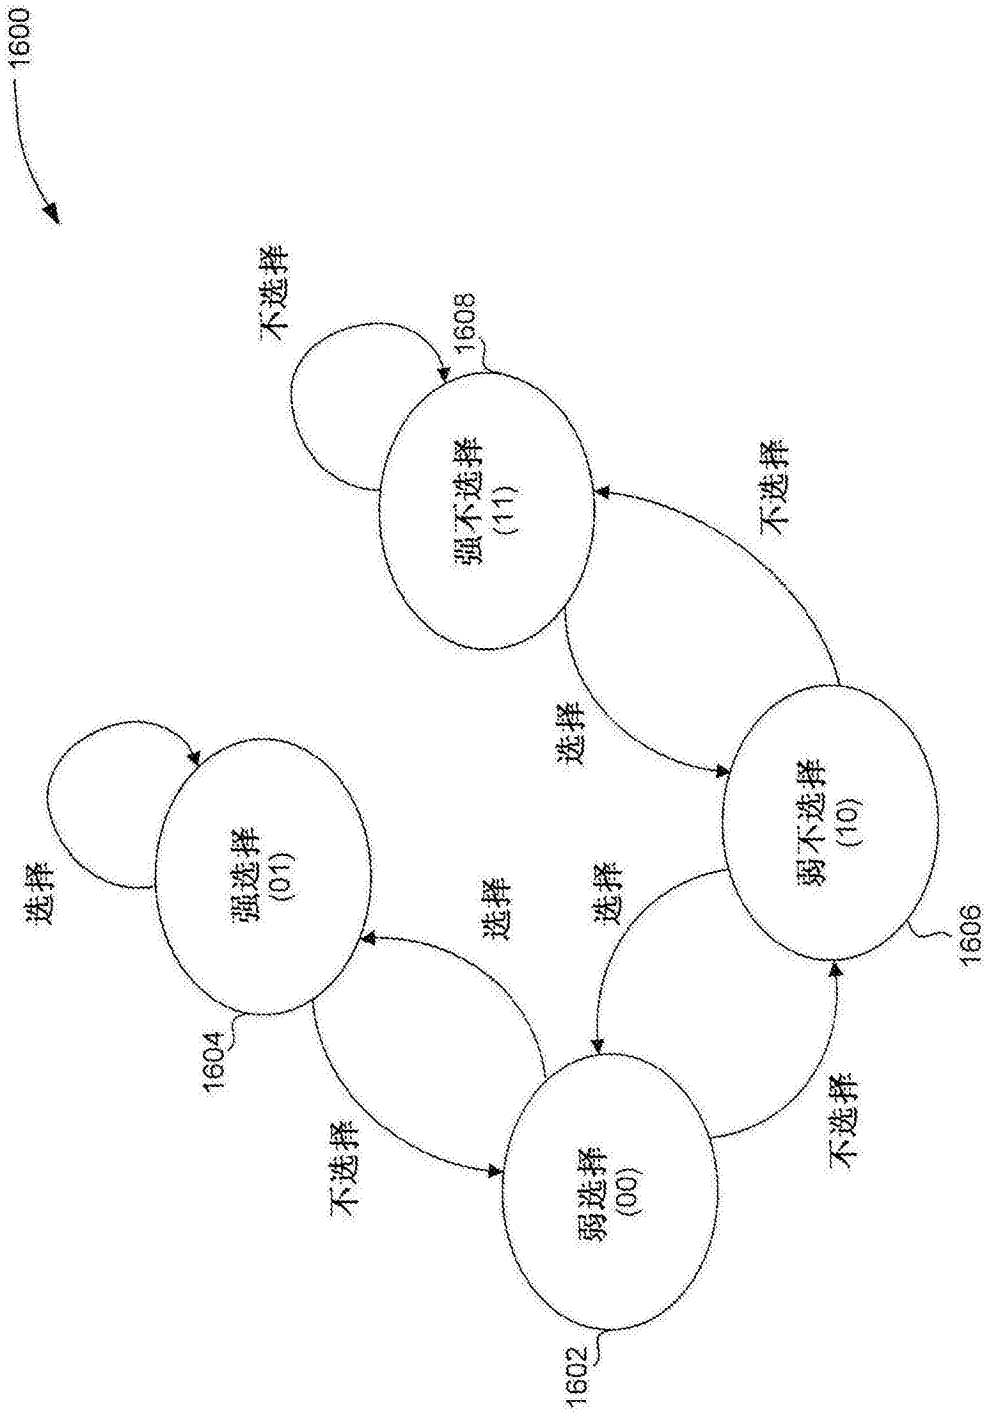 1600
不选择
1608
强不选择
(11)
不选择
选择
选择
强选择
(01)
1604
选择
选择
弱不选择
(10)
1606
不选择
弱选择
(00)
不选择
1602